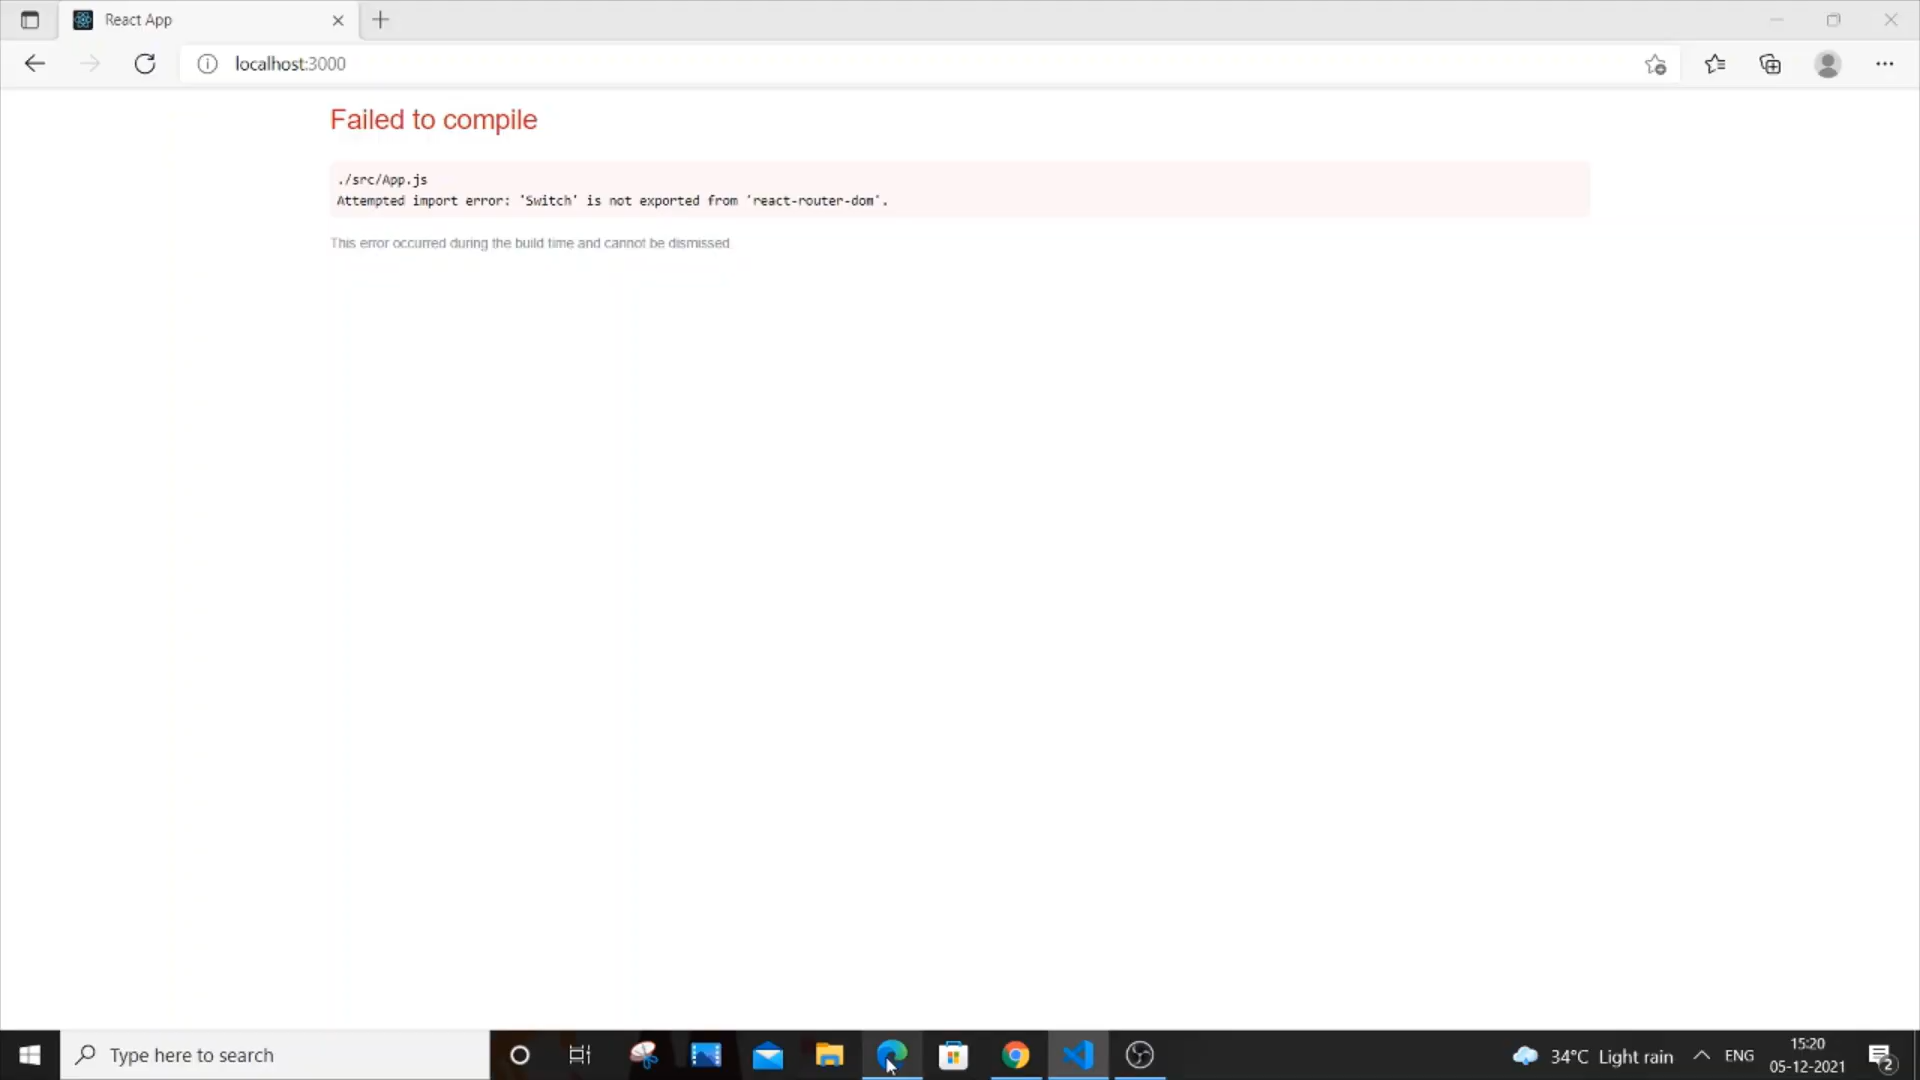 React App
localhost:3000
Failed to compile
./src/App.js
Attempted import error: 'Switch' is not exported from 'react-router-dom'.
This error occurred during the build time and cannot be dismissed
Type here to search
34°C Light rain
ENG
15:20
05-12-2021
2